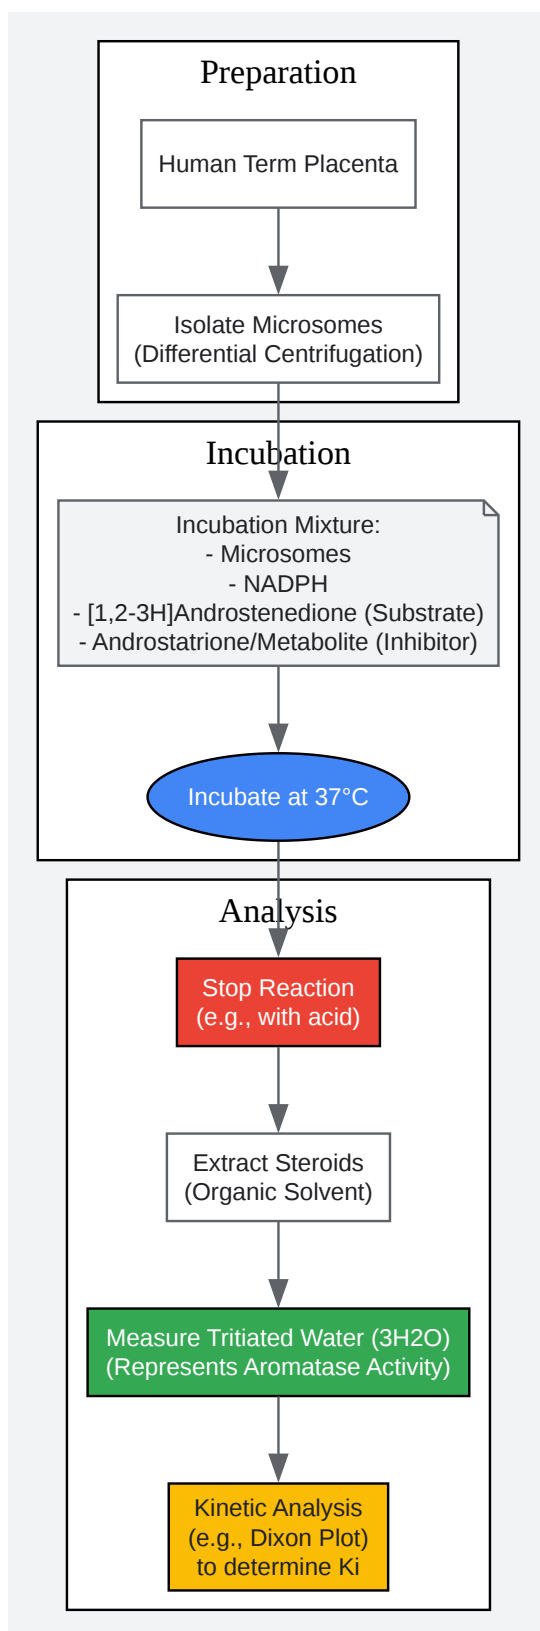 Preparation
Human Term Placenta
Isolate Microsomes
(Differential Centrifugation)
Incubation
Incubation Mixture:
- Microsomes
- NADPH
- [1,2-3H]Androstenedione (Substrate)
- Androstatrione/Metabolite (Inhibitor)
Incubate at 37°C
Analysis
Stop Reaction
(e.g., with acid)
Extract Steroids
(Organic Solvent)
Measure Tritiated Water (3H2O)
(Represents Aromatase Activity)
Kinetic Analysis
(e.g., Dixon Plot)
to determine Ki